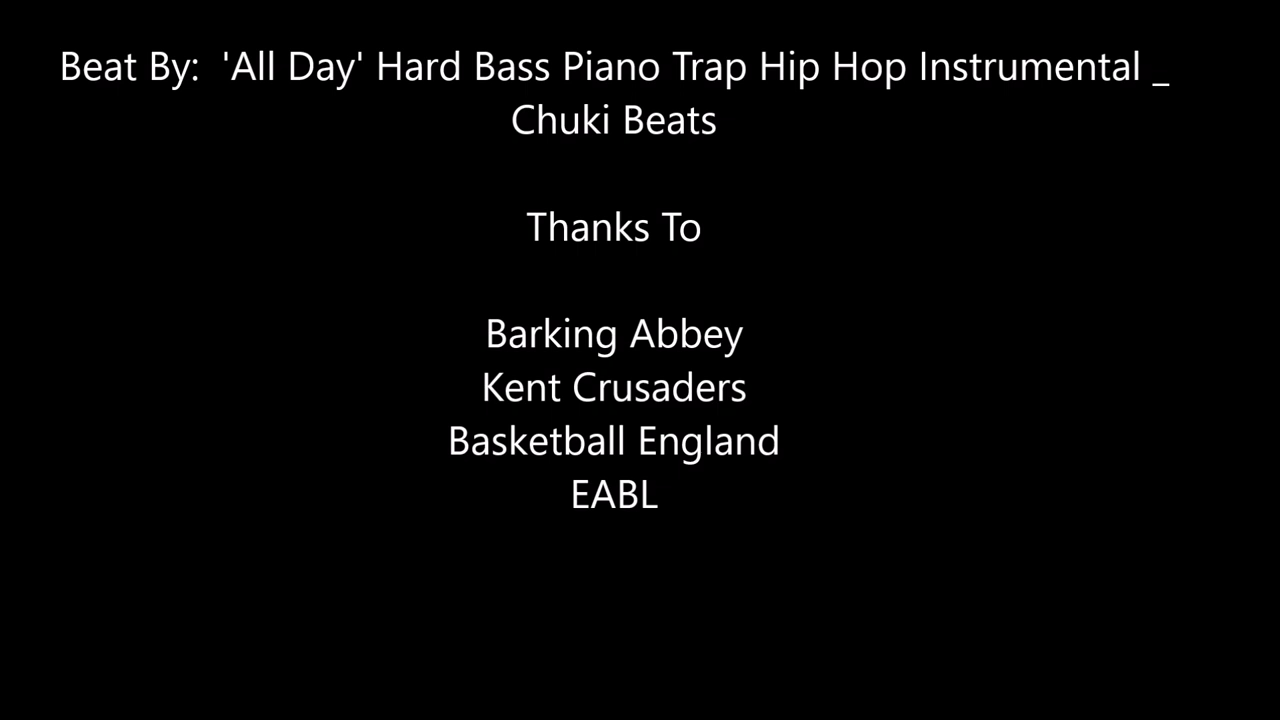 Beat By:  'All Day' Hard Bass Piano Trap Hip Hop Instrumental _
Chuki Beats
Thanks To
Barking Abbey
Kent Crusaders
Basketball England
EABL